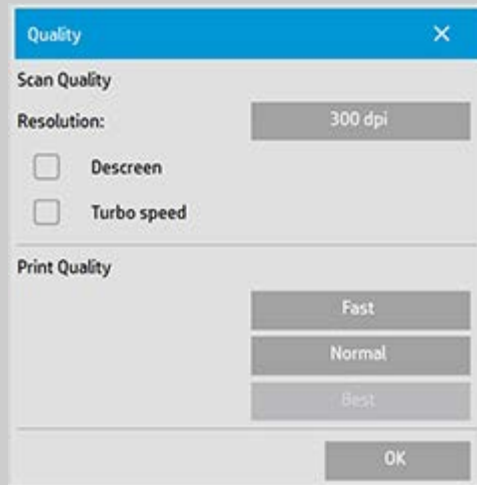 Quality
Scan Quality
Resolution: 300 dpi
Descreen
Turbo speed
Print Quality
Fast
Normal
Best
OK